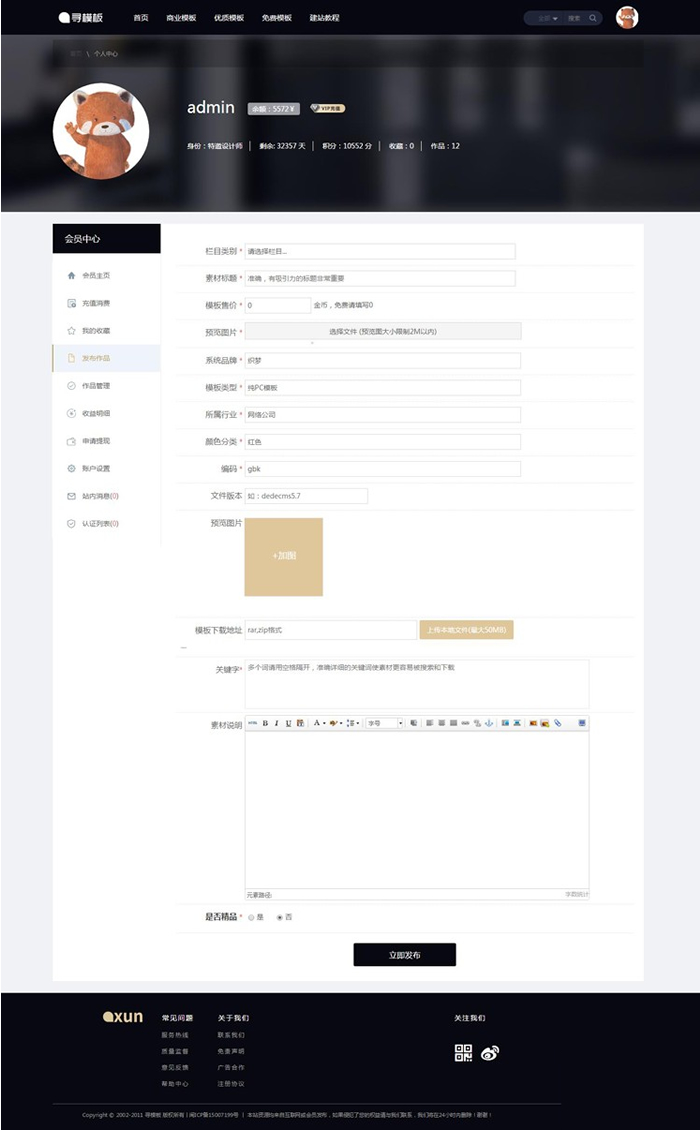 寻模板 首页 商业模板 优质模板 免费模板 建站教程 全部 搜索
首页 \ 个人中心
admin 余额：5572¥ VIP充值
身份：特邀设计师 | 剩余: 32357 天 | 积分：10552 分 | 收藏：0 | 作品：12
会员中心
会员主页
充值消费
我的收藏
发布作品
作品管理
收益明细
申请提现
账户设置
站内消息(0)
认证列表(0)
栏目类别 * 请选择栏目...
素材标题 * 准确，有吸引力的标题非常重要
模板售价 * 0 金币，免费请填写0
预览图片 * 选择文件 (预览图大小限制2M以内)
系统品牌 * 织梦
模板类型 * 纯PC模板
所属行业 * 网络公司
颜色分类 * 红色
编码 * gbk
文件版本 如：dedecms5.7
预览图片
+加图
模板下载地址 rar,zip格式 上传本地文件(最大50MB)
关键字* 多个词请用空格隔开，准确详细的关键词使素材更容易被搜索和下载
素材说明 HTML B I U A 字号
元素路径: 字数统计
是否精品 * 是 否
立即发布
axun 常见问题 关于我们 关注我们
服务热线 联系我们
质量监督 免责声明
意见反馈 广告合作
帮助中心 注册协议
Copyright © 2002-2011 寻模板 版权所有 | 闽ICP备15007199号 | 本站资源均来自互联网或会员发布，如果侵犯了您的权益请与我们联系，我们将在24小时内删除！谢谢！